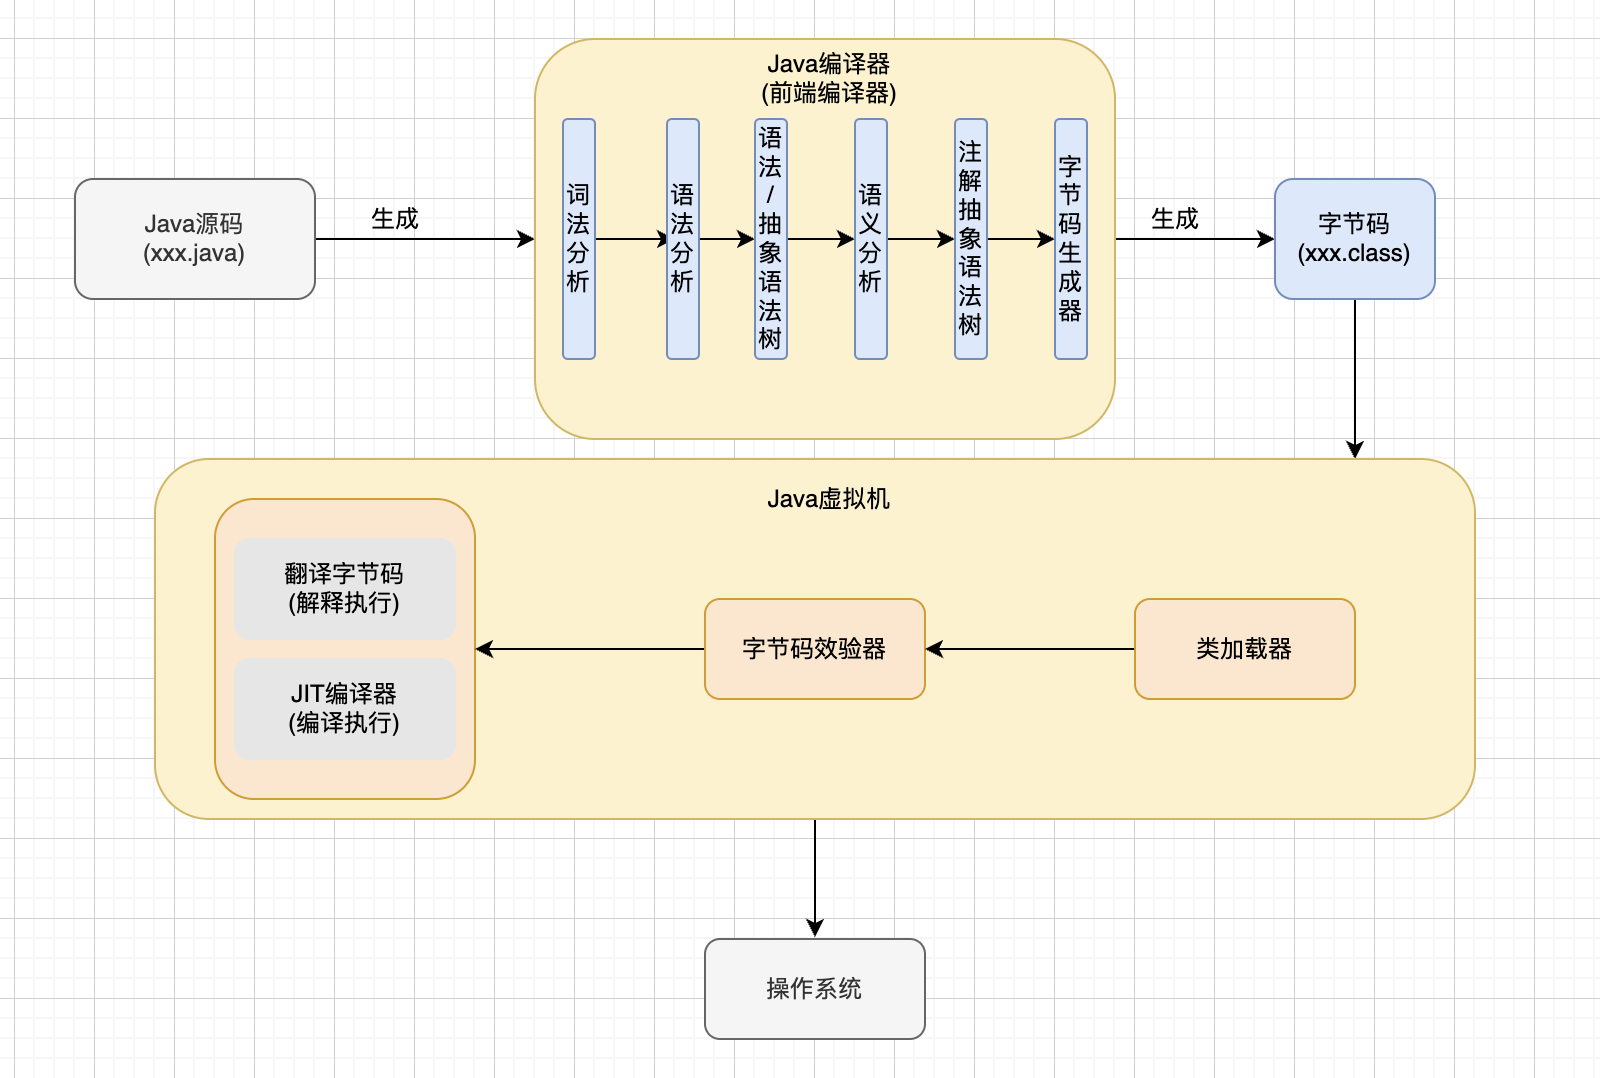 Java编译器
(前端编译器)
Java源码
(xxx.java)
生成
词法分析
语法分析
语法/抽象语法树
语义分析
注解抽象语法树
字节码生成器
生成
字节码
(xxx.class)
Java虚拟机
翻译字节码
(解释执行)
JIT编译器
(编译执行)
字节码效验器
类加载器
操作系统